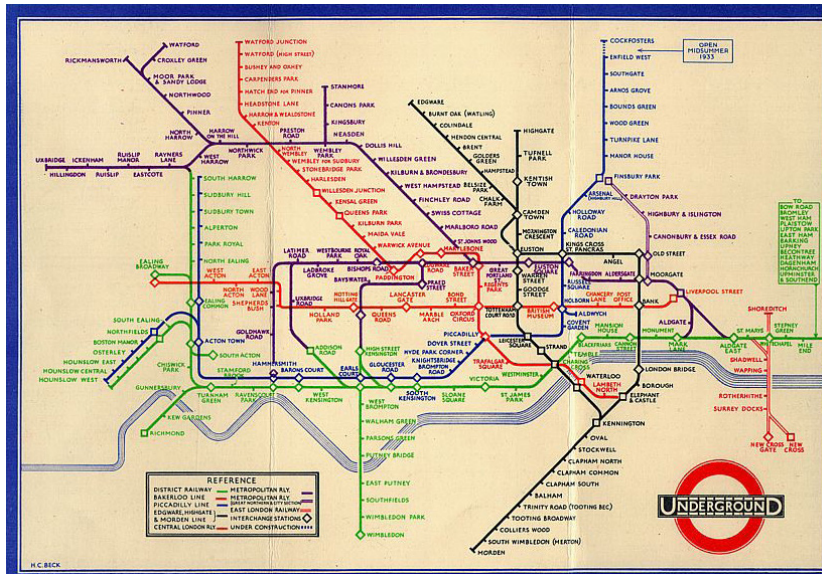 WATFORD
RICKMANSWORTH
CROXLEY GREEN
MOOR PARK
& SANDY LODGE
NORTHWOOD
PINNER
NORTH
HARROW
HARROW
ON THE HILL
NORTHWICK
PARK
PRESTON
ROAD
WEMBLEY
PARK
UXBRIDGE
ICKENHAM
HILLINGDON
RUISLIP
RUISLIP
MANOR
EASTCOTE
RAYNERS
LANE
WEST
HARROW
WATFORD JUNCTION
WATFORD (HIGH STREET)
BUSHEY AND OXHEY
CARPENDERS PARK
HATCH END FOR PINNER
HEADSTONE LANE
HARROW & WEALDSTONE
KENTON
NORTH
WEMBLEY
WEMBLEY FOR SUDBURY
STONEBRIDGE PARK
HARLESDEN
WILLESDEN JUNCTION
KENSAL GREEN
QUEENS PARK
KILBURN PARK
MAIDA VALE
WARWICK AVENUE
STANMORE
CANONS PARK
KINGSBURY
NEASDEN
DOLLIS HILL
WILLESDEN GREEN
KILBURN & BRONDESBURY
WEST HAMPSTEAD
FINCHLEY ROAD
SWISS COTTAGE
MARLBORO ROAD
ST JOHNS WOOD
EDGWARE
BURNT OAK (WATLING)
COLINDALE
HENDON CENTRAL
BRENT
GOLDERS
GREEN
HAMPSTEAD
BELSIZE
PARK
CHALK
FARM
HIGHGATE
TUFNELL
PARK
KENTISH
TOWN
CAMDEN
TOWN
MORNINGTON
CRESCENT
EUSTON
COCKFOSTERS
ENFIELD WEST
SOUTHGATE
ARNOS GROVE
BOUNDS GREEN
WOOD GREEN
TURNPIKE LANE
MANOR HOUSE
OPEN
MIDSUMMER
1933
FINSBURY PARK
ARSENAL
(HIGHBURY HILL)
DRAYTON PARK
HOLLOWAY
ROAD
HIGHBURY & ISLINGTON
CALEDONIAN
ROAD
CANONBURY & ESSEX ROAD
KINGS CROSS
ST. PANCRAS
ANGEL
OLD STREET
TO
BOW ROAD
BROMLEY
WEST HAM
PLAISTOW
UPTON PARK
EAST HAM
BARKING
UPNEY
BECONTREE
HEATHWAY
DAGENHAM
HORNCHURCH
UPMINSTER
& SOUTHEND
SOUTH HARROW
SUDBURY HILL
SUDBURY TOWN
ALPERTON
PARK ROYAL
NORTH EALING
EALING
BROADWAY
WEST
ACTON
EAST
ACTON
NORTH
ACTON
WOOD
LANE
SHEPHERDS
BUSH
EALING
COMMON
LATIMER
ROAD
LADBROKE
GROVE
WESTBOURNE
PARK
ROYAL
OAK
BISHOPS ROAD
PADDINGTON
EDGWARE
ROAD
MARYLEBONE
BAKER
STREET
GREAT
PORTLAND
ST
REGENTS
PARK
WARREN
STREET
EUSTON
SQUARE
GOODGE
STREET
FARRINGDON
ALDERSGATE
MOORGATE
LIVERPOOL STREET
BAYSWATER
PRAED
STREET
UXBRIDGE
ROAD
HOLLAND
PARK
NOTTING
HILL GATE
QUEENS
ROAD
LANCASTER
GATE
MARBLE
ARCH
BOND
STREET
OXFORD
CIRCUS
TOTTENHAM
COURT ROAD
BRITISH
MUSEUM
RUSSELL
SQUARE
HOLBORN
CHANCERY
LANE
POST
OFFICE
BANK
ALDWYCH
COVENT
GARDEN
GOLDHAWK
ROAD
ADDISON
ROAD
HIGH STREET
KENSINGTON
SOUTH EALING
NORTHFIELDS
BOSTON MANOR
OSTERLEY
HOUNSLOW EAST
HOUNSLOW CENTRAL
HOUNSLOW WEST
ACTON TOWN
SOUTH ACTON
CHISWICK
PARK
GUNNERSBURY
KEW GARDENS
RICHMOND
TURNHAM
GREEN
STAMFORD
BROOK
RAVENSCOURT
PARK
HAMMERSMITH
BARONS COURT
WEST
KENSINGTON
EARLS
COURT
GLOUCESTER
ROAD
SOUTH
KENSINGTON
BROMPTON
ROAD
KNIGHTSBRIDGE
HYDE PARK CORNER
DOVER STREET
PICCADILLY
LEICESTER
SQUARE
STRAND
TRAFALGAR
SQUARE
SLOANE
SQUARE
VICTORIA
ST. JAMES
PARK
WESTMINSTER
CHARING
CROSS
TEMPLE
BLACKFRIARS
MANSION
HOUSE
CANNON
STREET
MONUMENT
MARK
LANE
ALDGATE
ALDGATE
EAST
ST MARYS
SHOREDITCH
STEPNEY
GREEN
MILE
END
SHADWELL
WAPPING
ROTHERHITHE
SURREY DOCKS
NEW CROSS
GATE
NEW
CROSS
WATERLOO
LAMBETH
NORTH
LONDON BRIDGE
BOROUGH
ELEPHANT
& CASTLE
KENNINGTON
OVAL
STOCKWELL
CLAPHAM NORTH
CLAPHAM COMMON
CLAPHAM SOUTH
BALHAM
TRINITY ROAD (TOOTING BEC)
TOOTING BROADWAY
COLLIERS WOOD
SOUTH WIMBLEDON (MERTON)
MORDEN
WEST
BROMPTON
WALHAM GREEN
PARSONS GREEN
PUTNEY BRIDGE
EAST PUTNEY
SOUTHFIELDS
WIMBLEDON PARK
WIMBLEDON
REFERENCE
DISTRICT RAILWAY
BAKERLOO LINE
PICCADILLY LINE
EDGWARE, HIGHGATE
& MORDEN LINE
CENTRAL LONDON RLY.
METROPOLITAN RLY.
METROPOLITAN RLY.
(GREAT NORTHERN & CITY SECTION)
EAST LONDON RAILWAY
INTERCHANGE STATIONS
UNDER CONSTRUCTION
UNDERGROUND
H.C. BECK